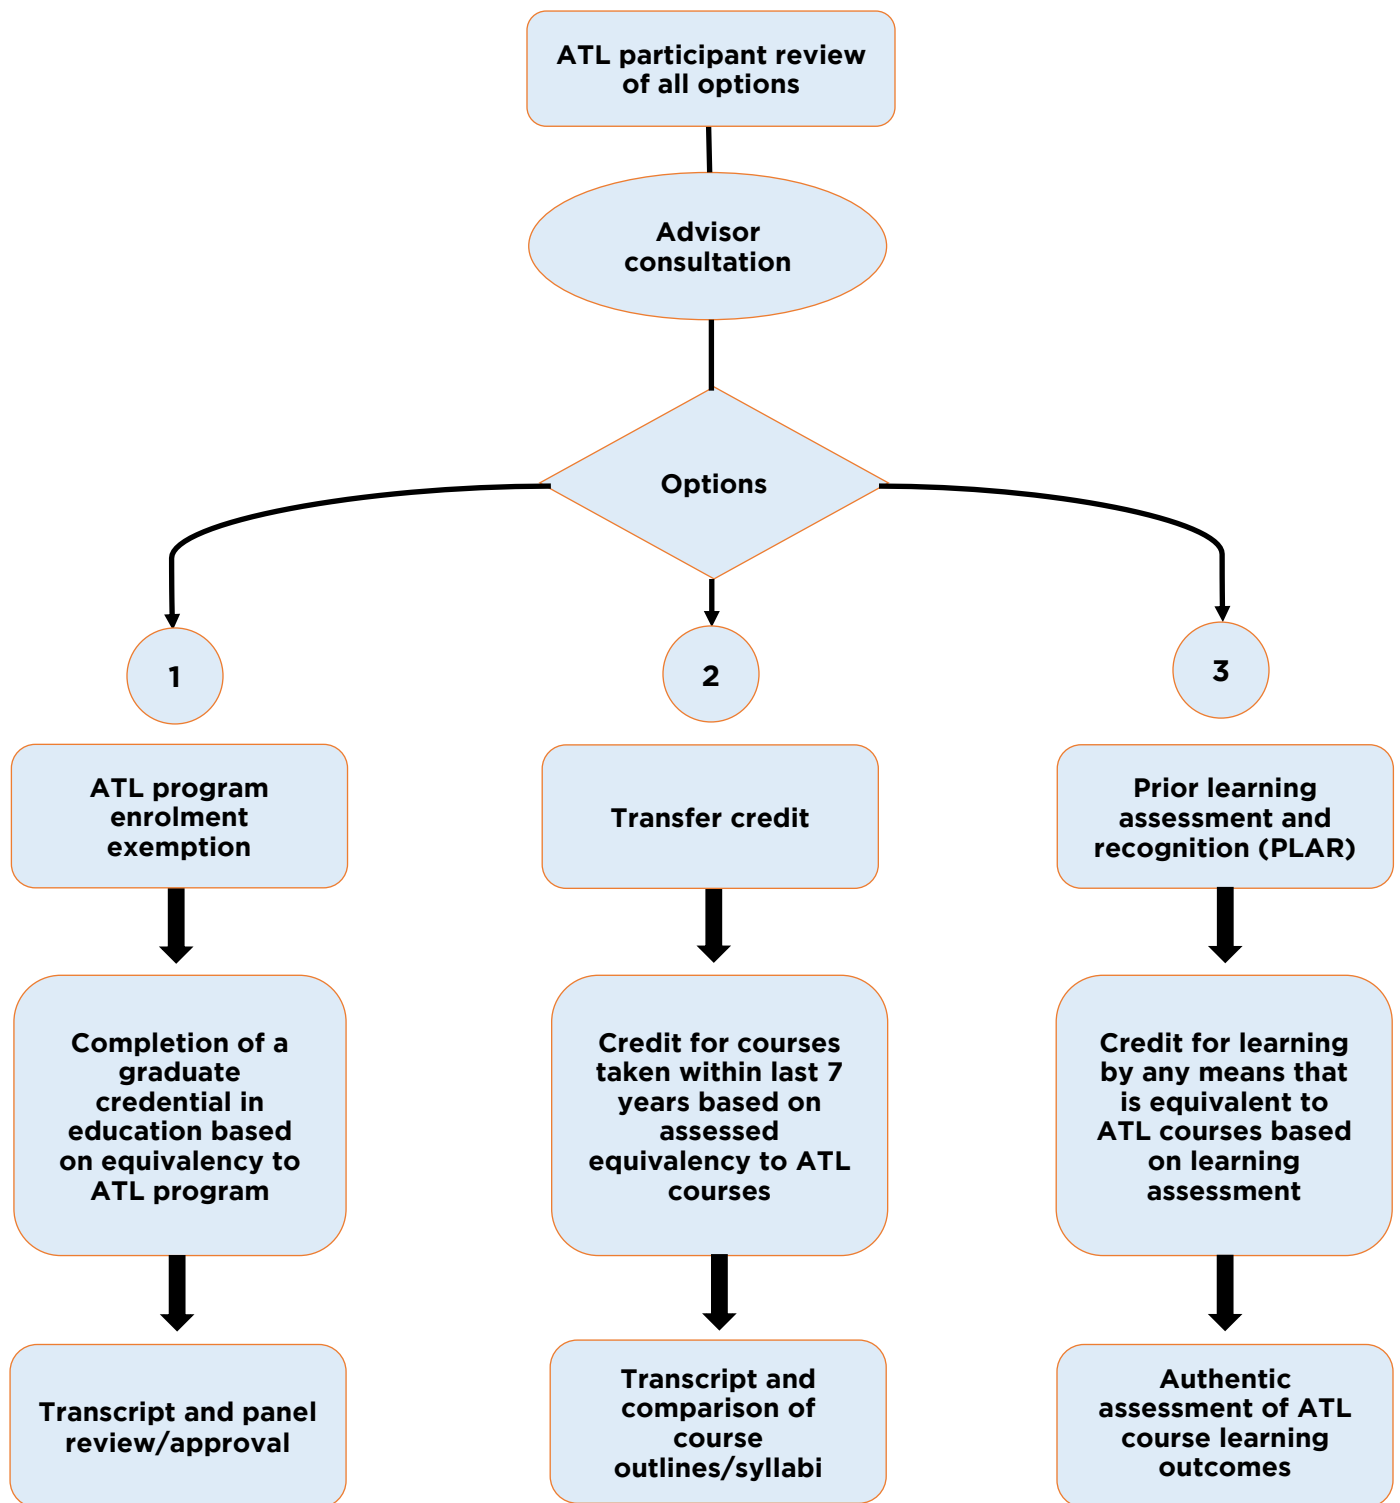 ATL participant review
of all options
Advisor
consultation
Options
1
2
3
ATL program
enrolment
exemption
Transfer credit
Prior learning
assessment and
recognition (PLAR)
Completion of a
graduate
credential in
education based
on equivalency to
ATL program
Credit for courses
taken within last 7
years based on
assessed
equivalency to ATL
courses
Credit for learning
by any means that
is equivalent to
ATL courses based
on learning
assessment
Transcript and panel
review/approval
Transcript and
comparison of
course
outlines/syllabi
Authentic
assessment of ATL
course learning
outcomes